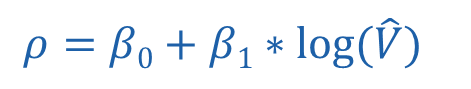 ρ = β₀ + β₁ * log(V̂)